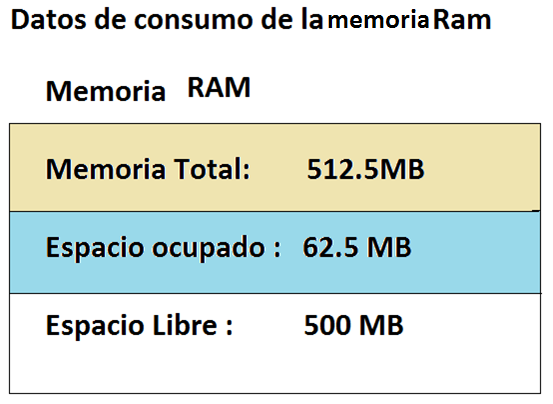 Datos de consumo de la memoria Ram
Memoria RAM
Memoria Total: 512.5MB
Espacio ocupado : 62.5 MB
Espacio Libre : 500 MB